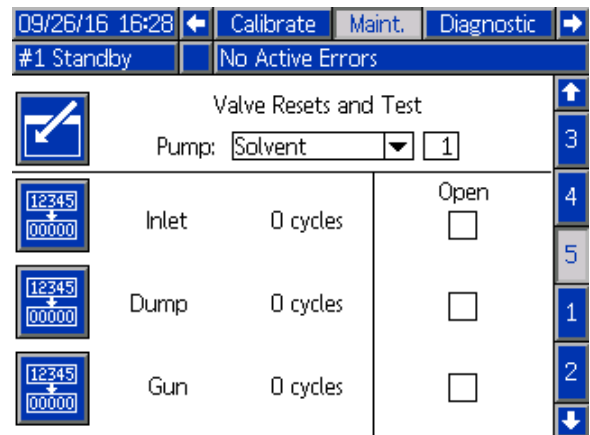 09/26/16 16:28 Calibrate Maint. Diagnostic
#1 Standby No Active Errors
Valve Resets and Test
Pump: Solvent 1
3
Open
12345
00000
Inlet 0 cycles
4
5
12345
00000
Dump 0 cycles
1
12345
00000
Gun 0 cycles
2